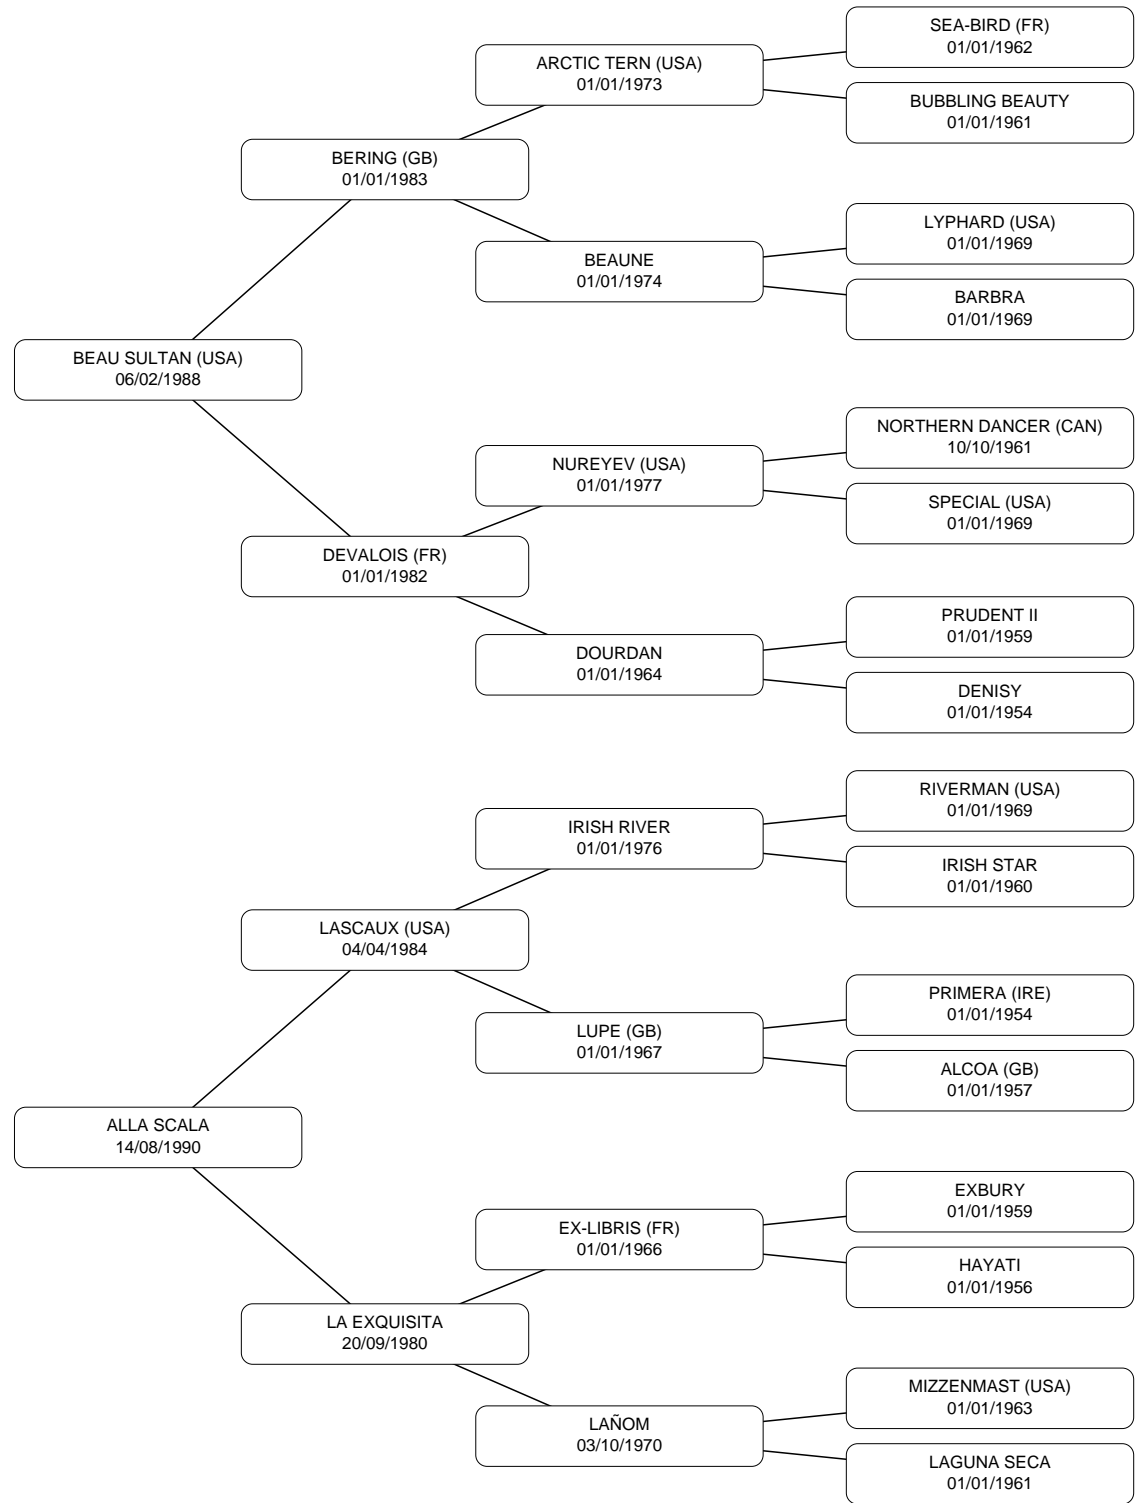 SEA-BIRD (FR)
01/01/1962
ARCTIC TERN (USA)
01/01/1973
BUBBLING BEAUTY
01/01/1961
BERING (GB)
01/01/1983
LYPHARD (USA)
01/01/1969
BEAUNE
01/01/1974
BARBRA
01/01/1969
BEAU SULTAN (USA)
06/02/1988
NORTHERN DANCER (CAN)
10/10/1961
NUREYEV (USA)
01/01/1977
SPECIAL (USA)
01/01/1969
DEVALOIS (FR)
01/01/1982
PRUDENT II
01/01/1959
DOURDAN
01/01/1964
DENISY
01/01/1954
RIVERMAN (USA)
01/01/1969
IRISH RIVER
01/01/1976
IRISH STAR
01/01/1960
LASCAUX (USA)
04/04/1984
PRIMERA (IRE)
01/01/1954
LUPE (GB)
01/01/1967
ALCOA (GB)
01/01/1957
ALLA SCALA
14/08/1990
EXBURY
01/01/1959
EX-LIBRIS (FR)
01/01/1966
HAYATI
01/01/1956
LA EXQUISITA
20/09/1980
MIZZENMAST (USA)
01/01/1963
LAÑOM
03/10/1970
LAGUNA SECA
01/01/1961